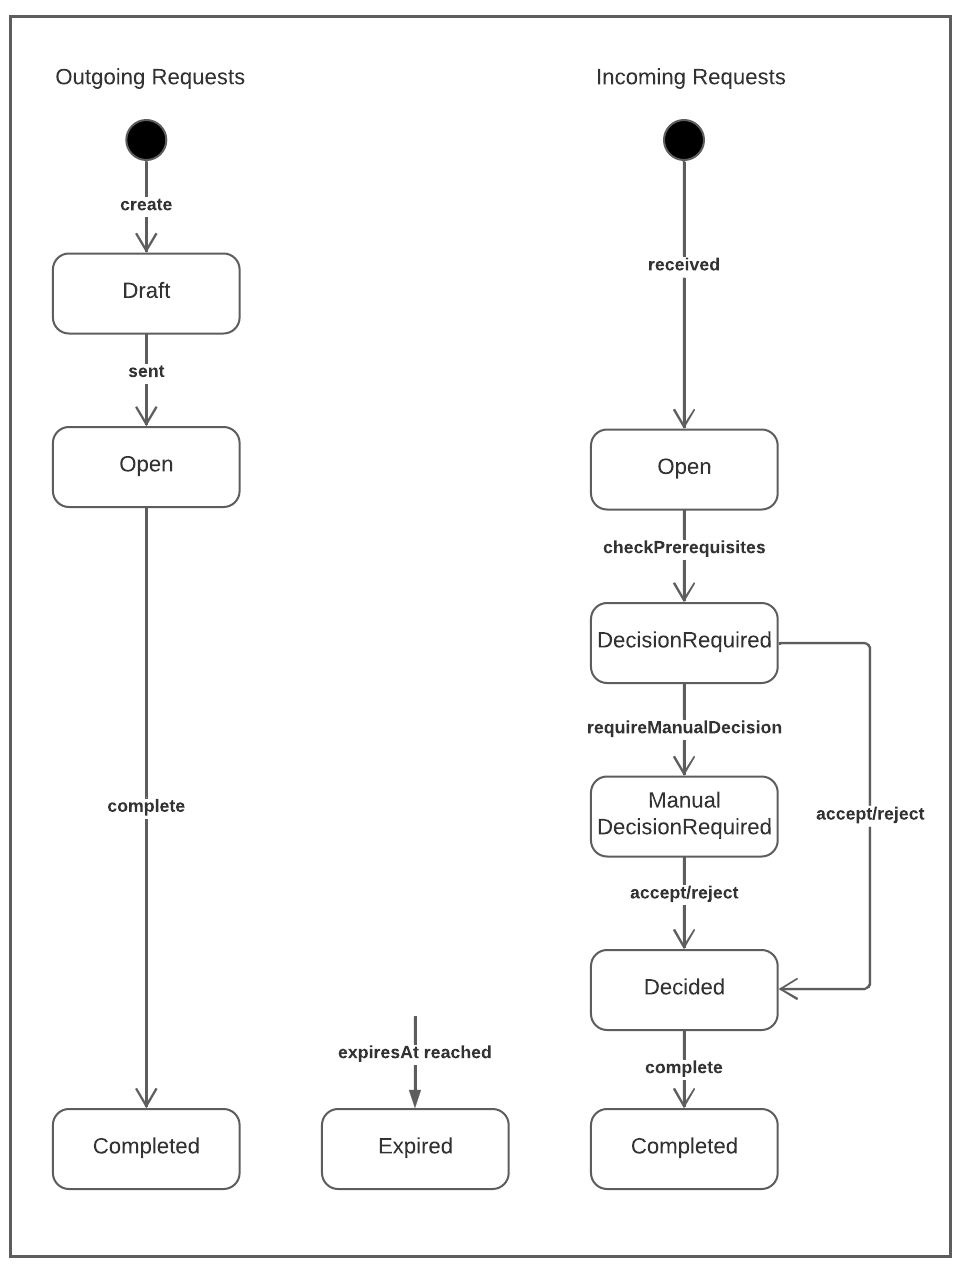 Outgoing Requests
Incoming Requests
create
received
Draft
sent
Open
Open
checkPrerequisites
DecisionRequired
requireManualDecision
Manual
DecisionRequired
complete
accept/reject
accept/reject
Decided
expiresAt reached
complete
Completed
Expired
Completed